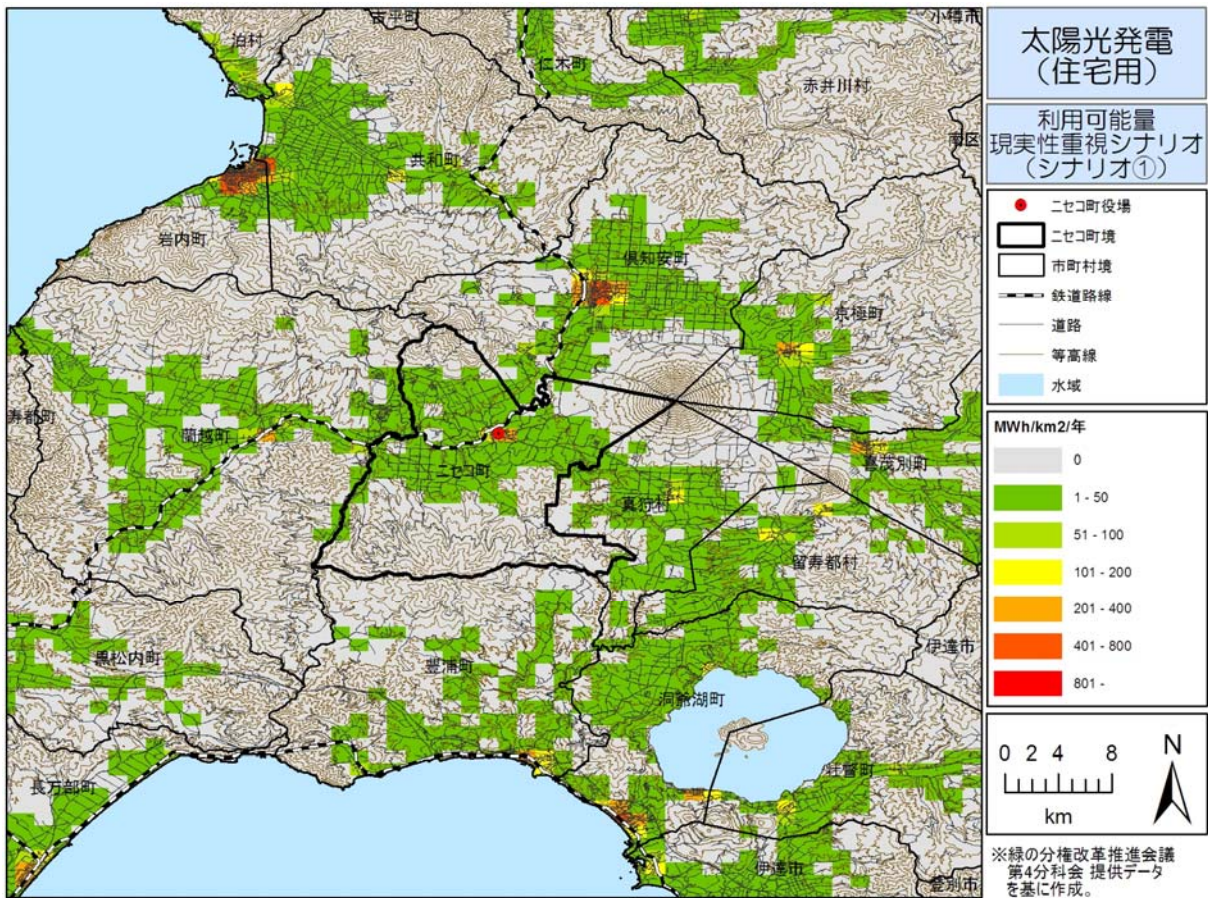 古平町
小樽市
泊村
仁木町
赤井川村
共和町
岩内町
倶知安町
京極町
寿都町
蘭越町
ニセコ町
真狩村
喜茂別町
留寿都村
黒松内町
豊浦町
伊達市
洞爺湖町
長万部町
壮瞥町
伊達市
登別市
太陽光発電
(住宅用)
利用可能量
現実性重視シナリオ
(シナリオ①)
ニセコ町役場
ニセコ町境
市町村境
鉄道路線
道路
等高線
水域
MWh/km2/年
0
1 - 50
51 - 100
101 - 200
201 - 400
401 - 800
801 -
0 2 4 8
km
N
※緑の分権改革推進会議
第4分科会 提供データ
を基に作成。